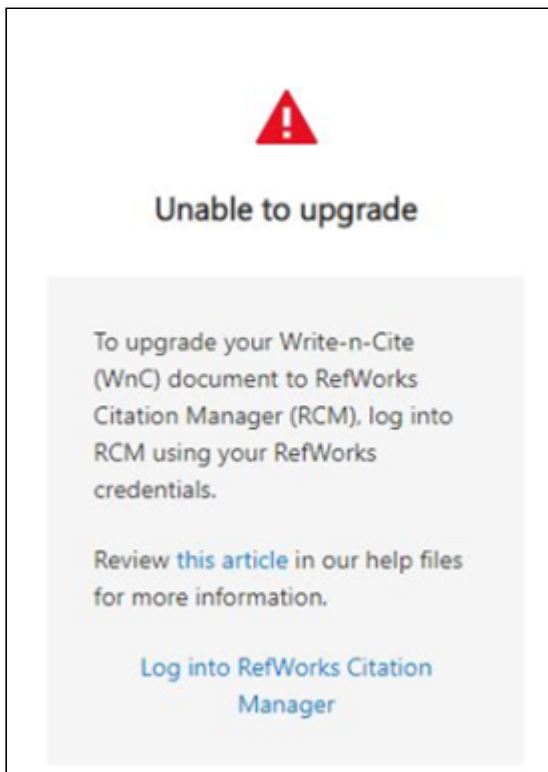 Unable to upgrade
To upgrade your Write-n-Cite
(WnC) document to RefWorks
Citation Manager (RCM), log into
RCM using your RefWorks
credentials.
Review this article in our help files
for more information.
Log into RefWorks Citation
Manager